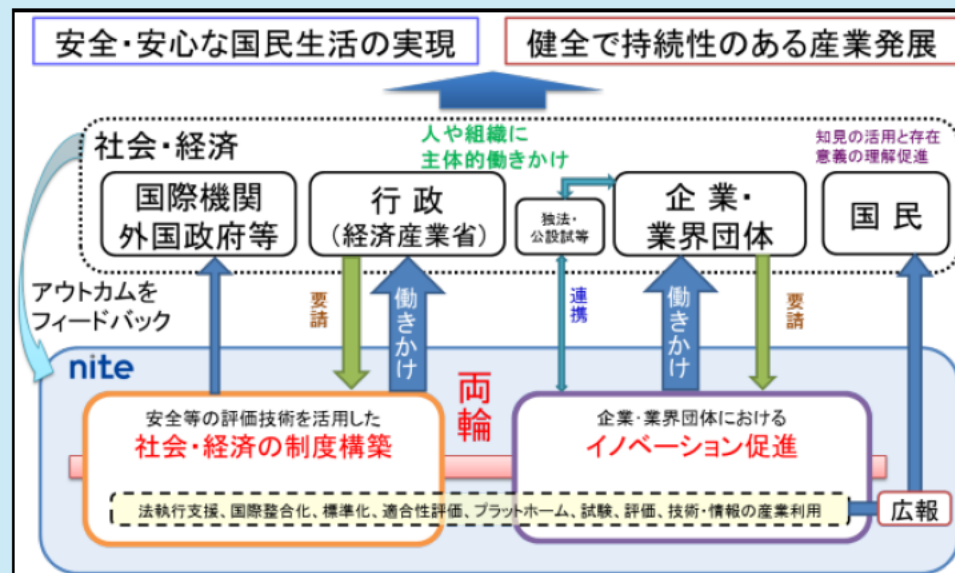 安全・安心な国民生活の実現
健全で持続性のある産業発展
社会・経済
人や組織に
主体的働きかけ
知見の活用と存在
意義の理解促進
国際機関
外国政府等
行 政
（経済産業省）
独法・
公設試等
企 業・
業界団体
国 民
アウトカムを
フィードバック
要請
働きかけ
連携
働きかけ
要請
nite
両輪
安全等の評価技術を活用した
社会・経済の制度構築
企業・業界団体における
イノベーション促進
法執行支援、国際整合化、標準化、適合性評価、プラットホーム、試験、評価、技術・情報の産業利用
広報